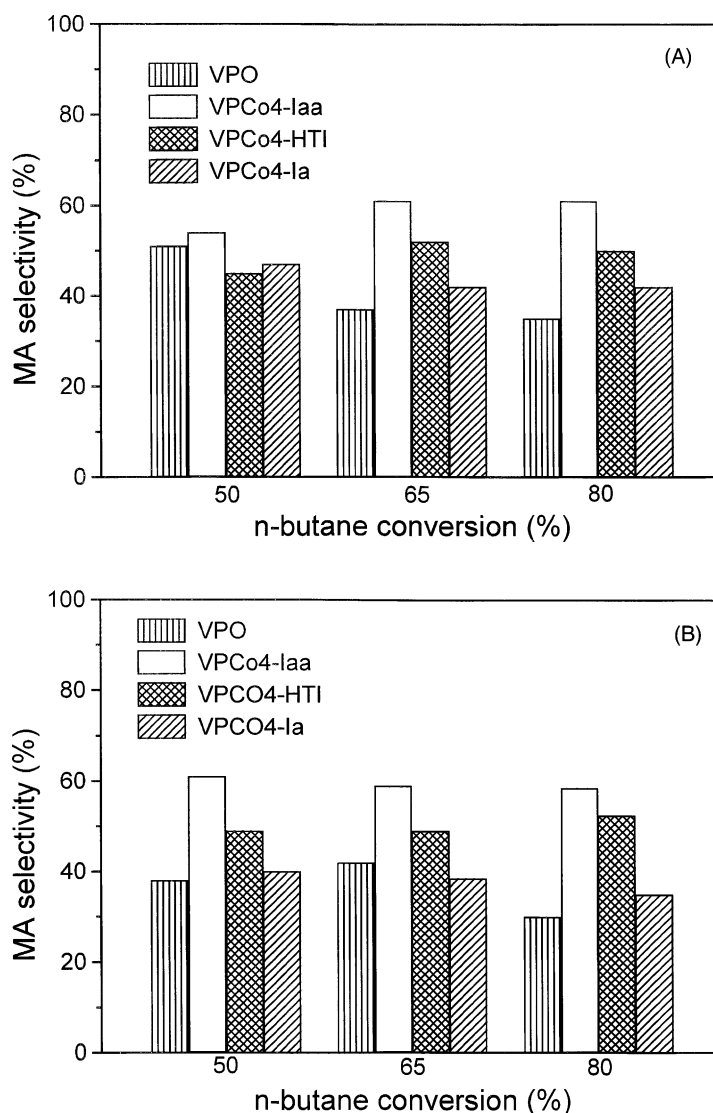 100
(A)
VPO
VPCo4-Iaa
80
VPCo4-HTI
VPCo4-Ia
60
40
20
0
MA selectivity (%)
50 65 80
n-butane conversion (%)
100
(B)
VPO
VPCo4-Iaa
80
VPCO4-HTI
VPCO4-Ia
60
40
20
0
MA selectivity (%)
50 65 80
n-butane conversion (%)